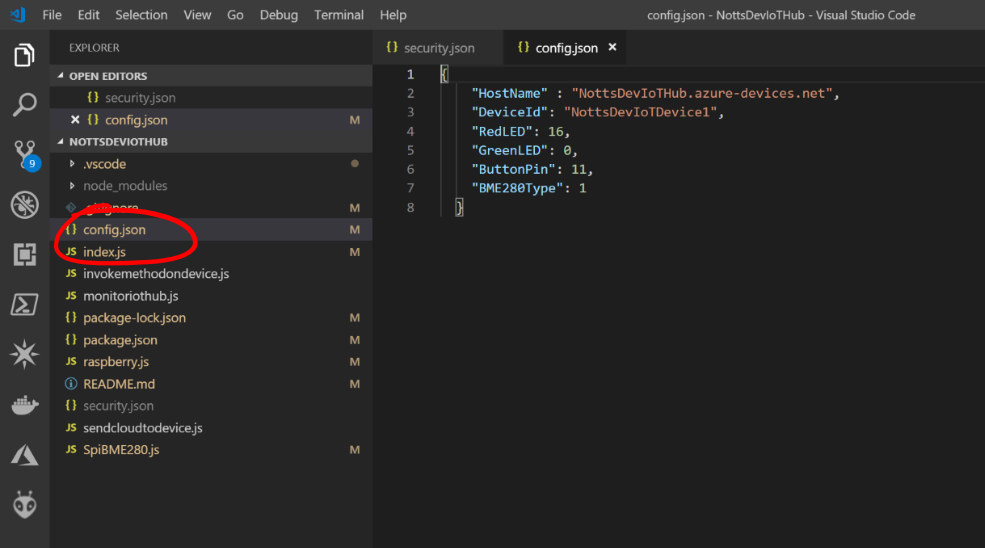 File Edit Selection View Go Debug Terminal Help config.json - NottsDevIoTHub - Visual Studio Code
EXPLORER
OPEN EDITORS
{} security.json
× {} config.json M
NOTTSDEVIOTHUB
.vscode
node_modules
.gitignore M
{} config.json M
JS index.js M
JS invokemethodondevice.js
JS monitoriothub.js
{} package-lock.json M
{} package.json M
JS raspberry.js M
README.md M
{} security.json
JS sendcloudtodevice.js
JS SpiBME280.js M
9
{} security.json {} config.json ×
1 {
2 "HostName" : "NottsDevIoTHub.azure-devices.net",
3 "DeviceId": "NottsDevIoTDevice1",
4 "RedLED": 16,
5 "GreenLED": 0,
6 "ButtonPin": 11,
7 "BME280Type": 1
8 }